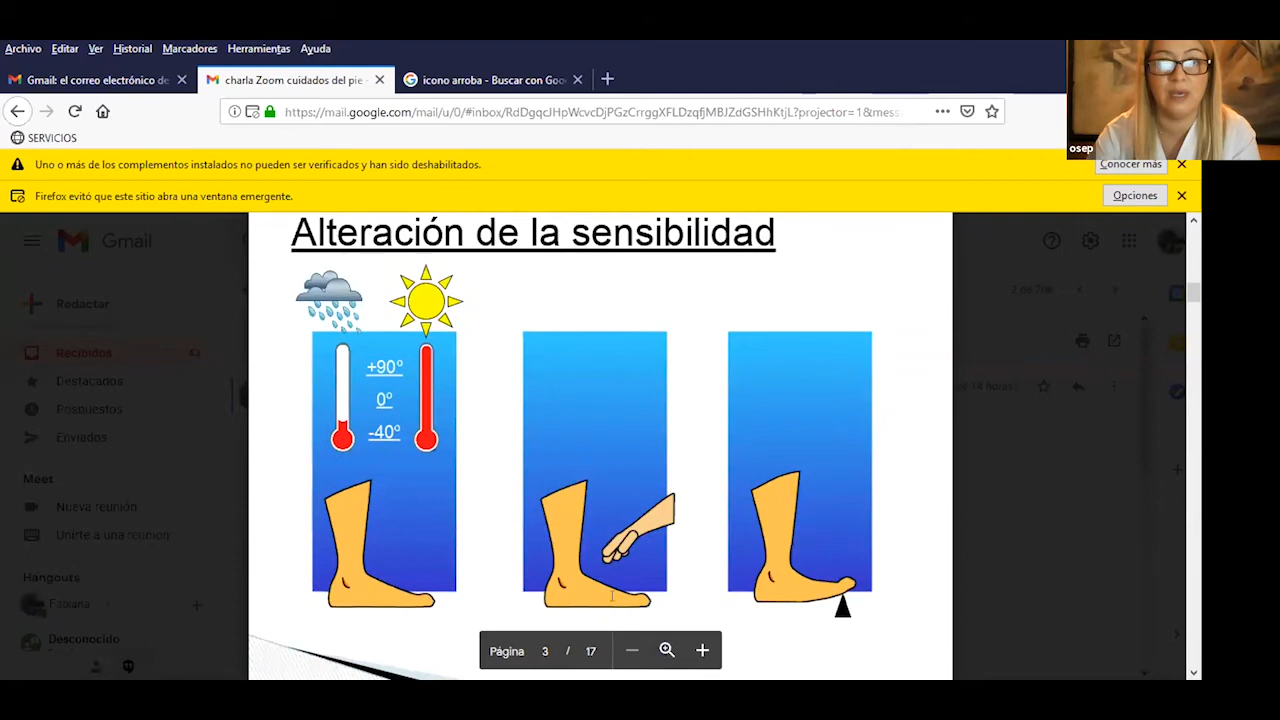 Archivo Editar Ver Historial Marcadores Herramientas Ayuda
Gmail: el correo electrónico de
charla Zoom cuidados del pie -
icono arroba - Buscar con Goo
https://mail.google.com/mail/u/0/#inbox/RdDgqcJHpWcvcDjPGzCrrggXFLDzqfjMBJZdGSHhKtjL?projector=1&mess
SERVICIOS
osep
Uno o más de los complementos instalados no pueden ser verificados y han sido deshabilitados.
Conocer más
Firefox evitó que este sitio abra una ventana emergente.
Opciones
Gmail
Redactar
Recibidos
Destacados
Pospuestos
Enviados
Meet
Nueva reunión
Unirte a una reunión
Hangouts
Fabiana
Desconocido
Alteración de la sensibilidad
+90º
0º
-40º
Página 3 / 17